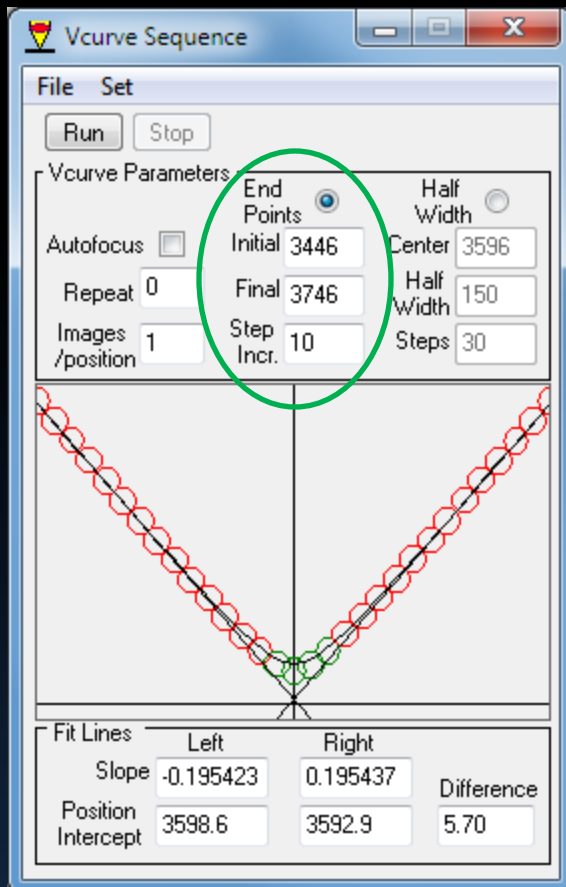 Vcurve Sequence
File Set
Run Stop
Vcurve Parameters
End Points
Half Width
Autofocus
Initial 3446
Center 3596
Repeat 0
Final 3746
Half Width 150
Images /position 1
Step Incr. 10
Steps 30
Fit Lines
Left Right
Slope -0.195423 0.195437
Difference
Position Intercept 3598.6 3592.9 5.70